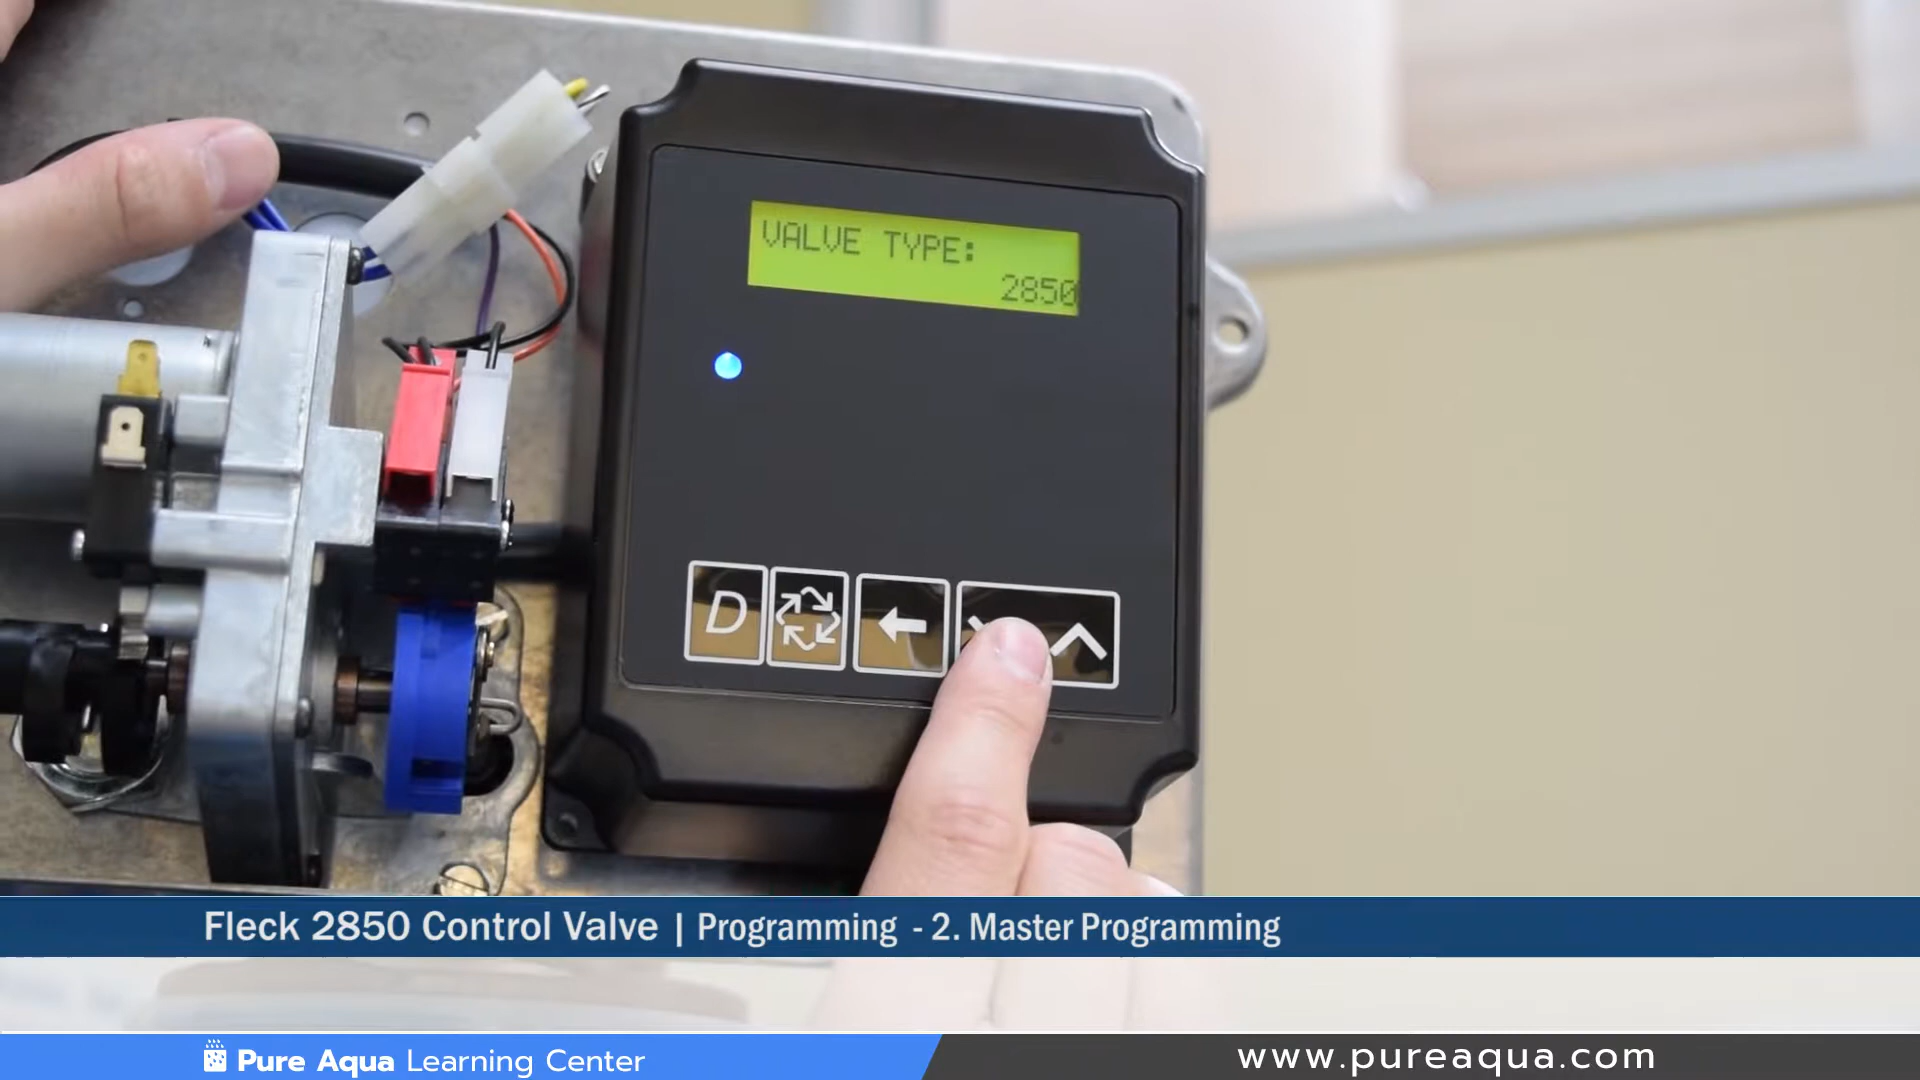 VALVE TYPE:
2850
D
Fleck 2850 Control Valve | Programming - 2. Master Programming
Pure Aqua Learning Center
www.pureaqua.com